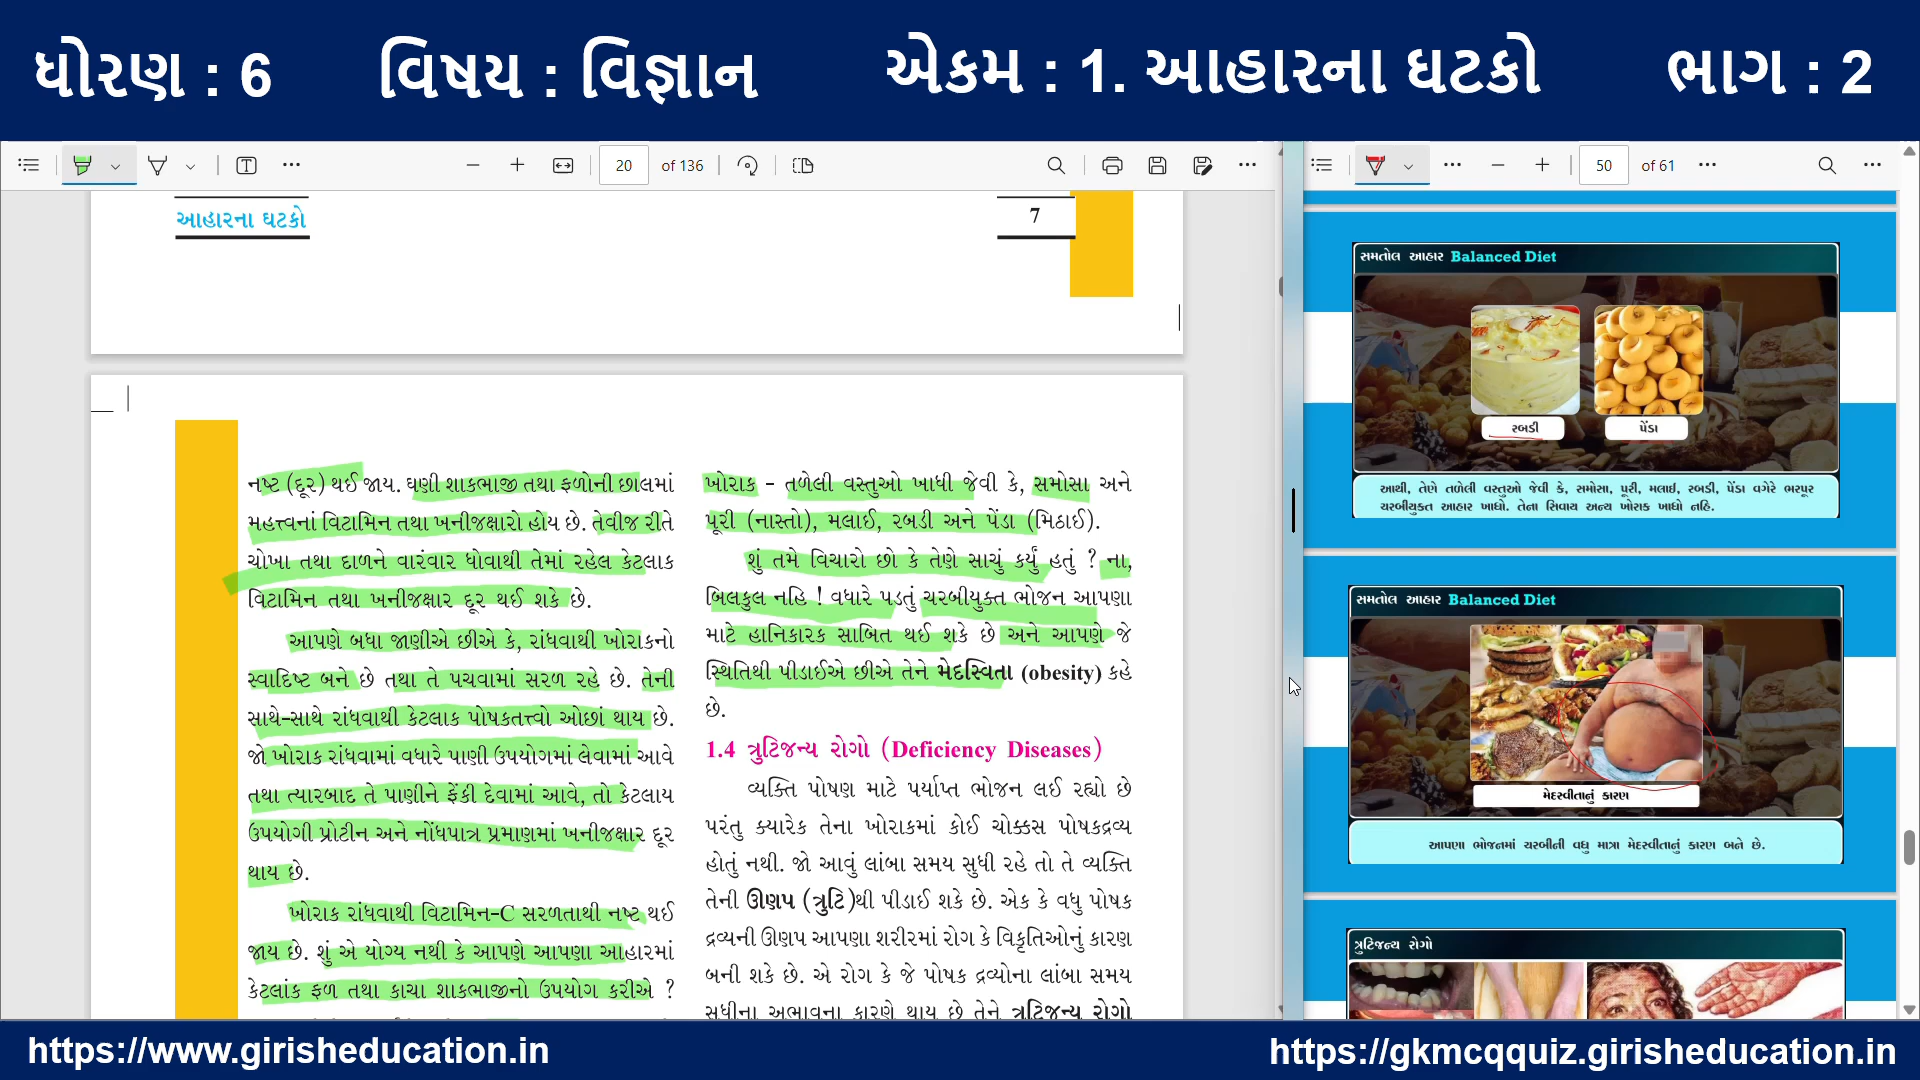 ધોરણ : 6 વિષય : વિજ્ઞાન એકમ : 1. આહારના ઘટકો ભાગ : 2
20 of 136
50 of 61
આહારના ઘટકો 7
નષ્ટ (દૂર) થઈ જાય. ઘણી શાકભાજી તથા ફળોની છાલમાં
મહત્ત્વનાં વિટામિન તથા ખનીજક્ષારો હોય છે. તેવીજ રીતે
ચોખા તથા દાળને વારંવાર ધોવાથી તેમાં રહેલ કેટલાક
વિટામિન તથા ખનીજક્ષાર દૂર થઈ શકે છે.
આપણે બધા જાણીએ છીએ કે, રાંધવાથી ખોરાકનો
સ્વાદિષ્ટ બને છે તથા તે પચવામાં સરળ રહે છે. તેની
સાથે-સાથે રાંધવાથી કેટલાક પોષકતત્ત્વો ઓછાં થાય છે.
જો ખોરાક રાંધવામાં વધારે પાણી ઉપયોગમાં લેવામાં આવે
તથા ત્યારબાદ તે પાણીને ફેંકી દેવામાં આવે, તો કેટલાય
ઉપયોગી પ્રોટીન અને નોંધપાત્ર પ્રમાણમાં ખનીજક્ષાર દૂર
થાય છે.
ખોરાક રાંધવાથી વિટામિન-C સરળતાથી નષ્ટ થઈ
જાય છે. શું એ યોગ્ય નથી કે આપણે આપણા આહારમાં
કેટલાંક ફળ તથા કાચા શાકભાજીનો ઉપયોગ કરીએ ?
ખોરાક - તળેલી વસ્તુઓ ખાધી જેવી કે, સમોસા અને
પૂરી (નાસ્તો), મલાઈ, રબડી અને પેંડા (મિઠાઈ).
શું તમે વિચારો છો કે તેણે સાચું કર્યું હતું ? ના,
બિલકુલ નહિ ! વધારે પડતું ચરબીયુક્ત ભોજન આપણા
માટે હાનિકારક સાબિત થઈ શકે છે અને આપણે જે
સ્થિતિથી પીડાઈએ છીએ તેને મેદસ્વિતા (obesity) કહે
છે.
1.4 ત્રુટિજન્ય રોગો (Deficiency Diseases)
વ્યક્તિ પોષણ માટે પર્યાપ્ત ભોજન લઈ રહ્યો છે
પરંતુ ક્યારેક તેના ખોરાકમાં કોઈ ચોક્કસ પોષકદ્રવ્ય
હોતું નથી. જો આવું લાંબા સમય સુધી રહે તો તે વ્યક્તિ
તેની ઊણપ (ત્રુટિ)થી પીડાઈ શકે છે. એક કે વધુ પોષક
દ્રવ્યની ઊણપ આપણા શરીરમાં રોગ કે વિકૃતિઓનું કારણ
બની શકે છે. એ રોગ કે જે પોષક દ્રવ્યોના લાંબા સમય
સુધીના અભાવના કારણે થાય છે તેને ત્રુટિજન્ય રોગો
સમતોલ આહાર Balanced Diet
રબડી પેંડા
આથી, તેણે તળેલી વસ્તુઓ જેવી કે, સમોસા, પૂરી, મલાઈ, રબડી, પેંડા વગેરે ભરપૂર
ચરબીયુક્ત આહાર ખાધો. તેના સિવાય અન્ય ખોરાક ખાધો નહિ.
સમતોલ આહાર Balanced Diet
મેદસ્વીતાનું કારણ
આપણા ભોજનમાં ચરબીની વધુ માત્રા મેદસ્વીતાનું કારણ બને છે.
ત્રુટિજન્ય રોગો
https://www.girisheducation.in https://gkmcqquiz.girisheducation.in